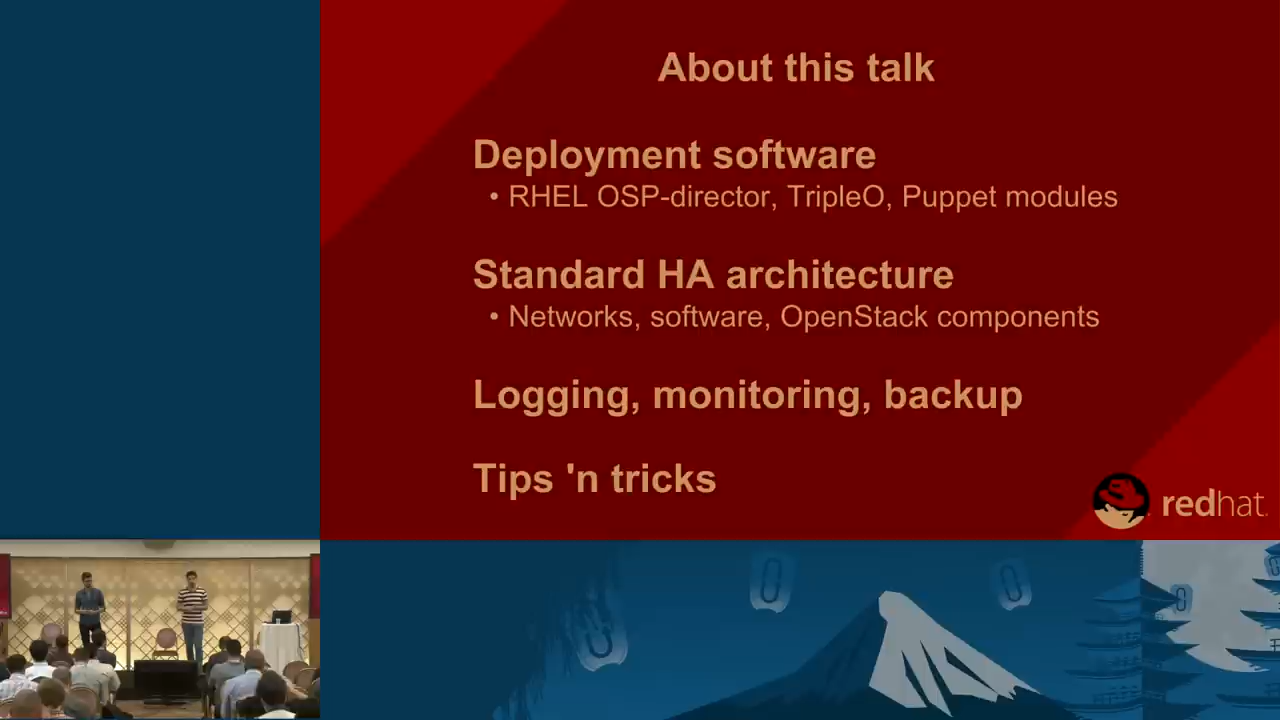 About this talk
Deployment software
• RHEL OSP-director, TripleO, Puppet modules
Standard HA architecture
• Networks, software, OpenStack components
Logging, monitoring, backup
Tips 'n tricks
redhat.